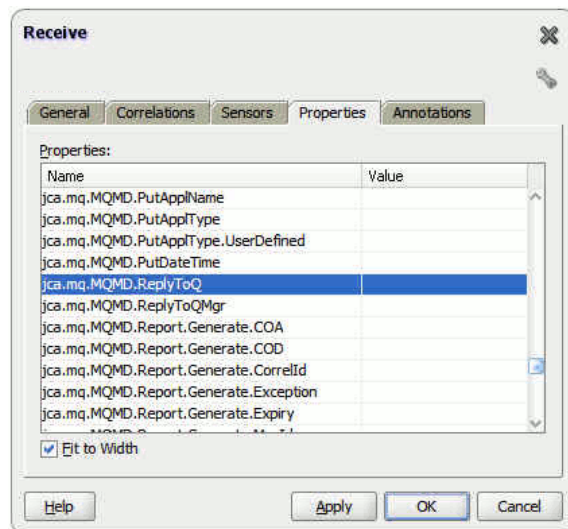 Receive
General Correlations Sensors Properties Annotations
Properties:
Name Value
jca.mq.MQMD.PutApplName
jca.mq.MQMD.PutApplType
jca.mq.MQMD.PutApplType.UserDefined
jca.mq.MQMD.PutDateTime
jca.mq.MQMD.ReplyToQ
jca.mq.MQMD.ReplyToQMgr
jca.mq.MQMD.Report.Generate.COA
jca.mq.MQMD.Report.Generate.COD
jca.mq.MQMD.Report.Generate.CorrelId
jca.mq.MQMD.Report.Generate.Exception
jca.mq.MQMD.Report.Generate.Expiry
Fit to Width
Help Apply OK Cancel